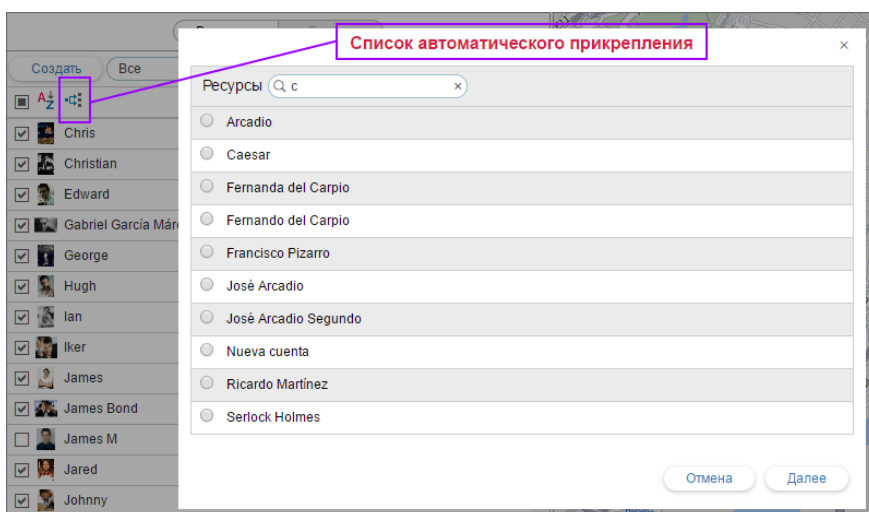 Список автоматического прикрепления
×
Создать
Все
Ресурсы
с
×
A
Z
Chris
Christian
Edward
Gabriel García Már
George
Hugh
Ian
Iker
James
James Bond
James M
Jared
Johnny
Arcadio
Caesar
Fernanda del Carpio
Fernando del Carpio
Francisco Pizarro
José Arcadio
José Arcadio Segundo
Nueva cuenta
Ricardo Martínez
Serlock Holmes
Отмена
Далее